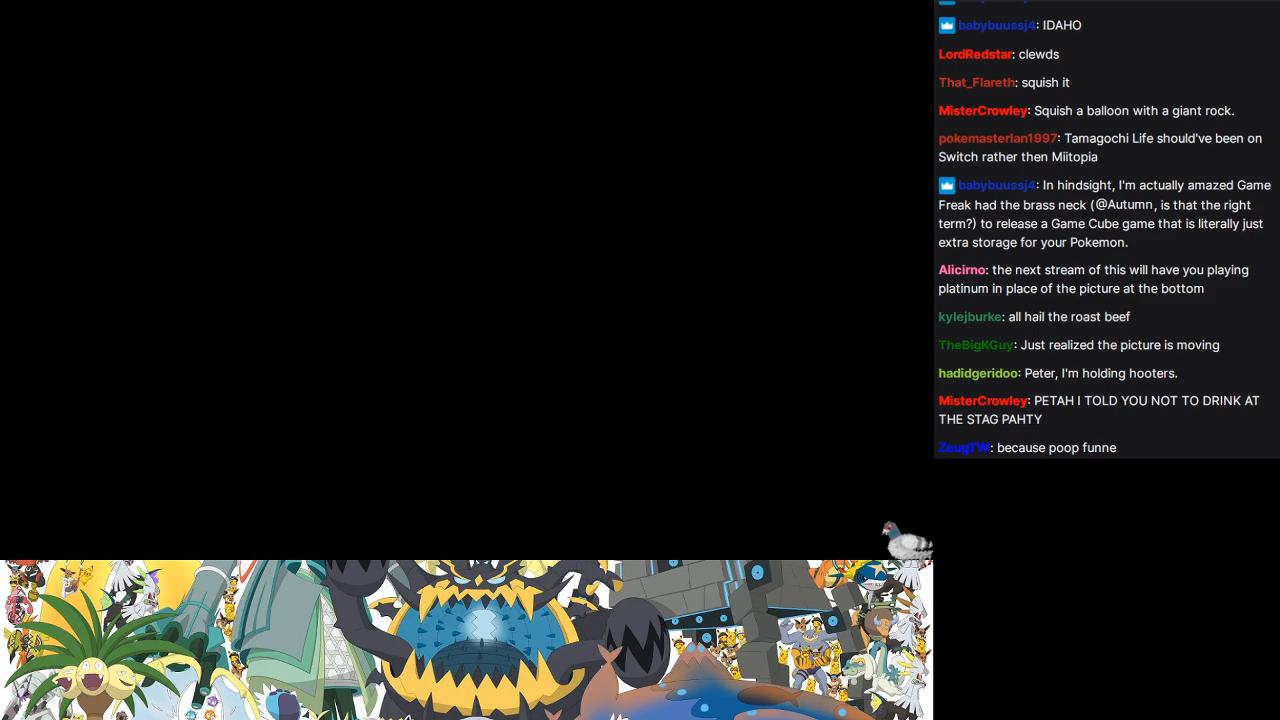 babybuussj4: IDAHO
LordRedstar: clewds
That_Flareth: squish it
MisterCrowley: Squish a balloon with a giant rock.
pokemasterIan1997: Tamagochi Life should've been on
Switch rather then Miitopia
babybuussj4: In hindsight, I'm actually amazed Game
Freak had the brass neck (@Autumn, is that the right
term?) to release a Game Cube game that is literally just
extra storage for your Pokemon.
Alicirno: the next stream of this will have you playing
platinum in place of the picture at the bottom
kylejburke: all hail the roast beef
TheBigKGuy: Just realized the picture is moving
hadidgeridoo: Peter, I'm holding hooters.
MisterCrowley: PETAH I TOLD YOU NOT TO DRINK AT
THE STAG PAHTY
ZeugTW: because poop funne